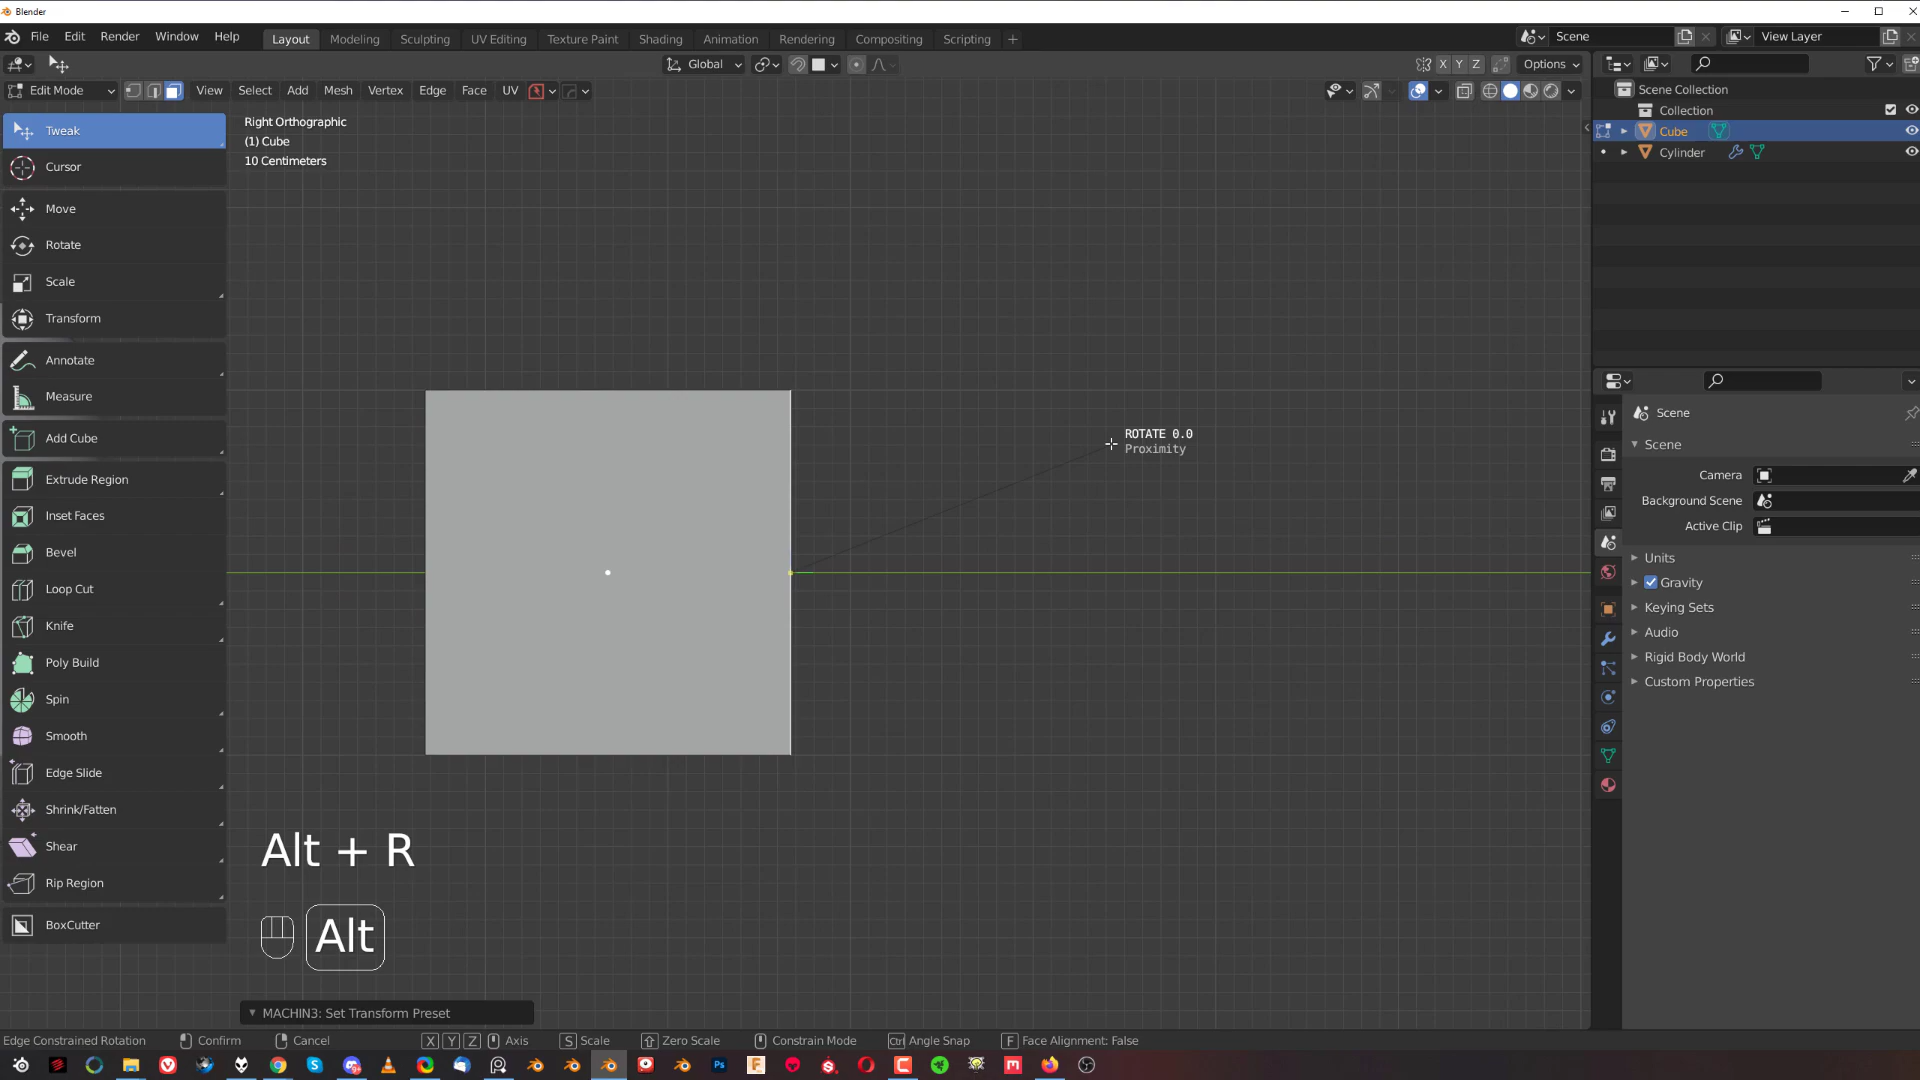 Blender
File Edit Render Window Help
Layout Modeling Sculpting UV Editing Texture Paint Shading Animation Rendering Compositing Scripting +
Scene
View Layer
Global
X Y Z
Options
Edit Mode
View Select Add Mesh Vertex Edge Face UV
Tweak
Cursor
Move
Rotate
Scale
Transform
Annotate
Measure
Add Cube
Extrude Region
Inset Faces
Bevel
Loop Cut
Knife
Poly Build
Spin
Smooth
Edge Slide
Shrink/Fatten
Shear
Rip Region
BoxCutter
Right Orthographic
(1) Cube
10 Centimeters
ROTATE 0.0
Proximity
Alt + R
Alt
MACHIN3: Set Transform Preset
Scene Collection
Collection
Cube
Cylinder
Scene
Scene
Camera
Background Scene
Active Clip
Units
Gravity
Keying Sets
Audio
Rigid Body World
Custom Properties
Edge Constrained Rotation Confirm Cancel X Y Z Axis S Scale Zero Scale Constrain Mode Ctrl Angle Snap F Face Alignment: False
Ps